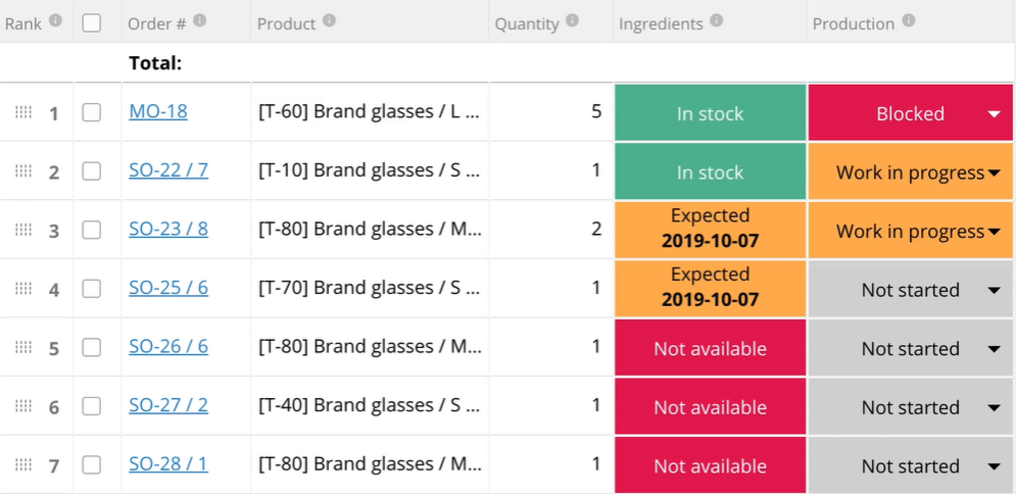 Rank Order # Product Quantity Ingredients Production
Total:
1 MO-18 [T-60] Brand glasses / L ... 5 In stock Blocked
2 SO-22 / 7 [T-10] Brand glasses / S ... 1 In stock Work in progress
3 SO-23 / 8 [T-80] Brand glasses / M... 2 Expected 2019-10-07 Work in progress
4 SO-25 / 6 [T-70] Brand glasses / S ... 1 Expected 2019-10-07 Not started
5 SO-26 / 6 [T-80] Brand glasses / M... 1 Not available Not started
6 SO-27 / 2 [T-40] Brand glasses / S ... 1 Not available Not started
7 SO-28 / 1 [T-80] Brand glasses / M... 1 Not available Not started